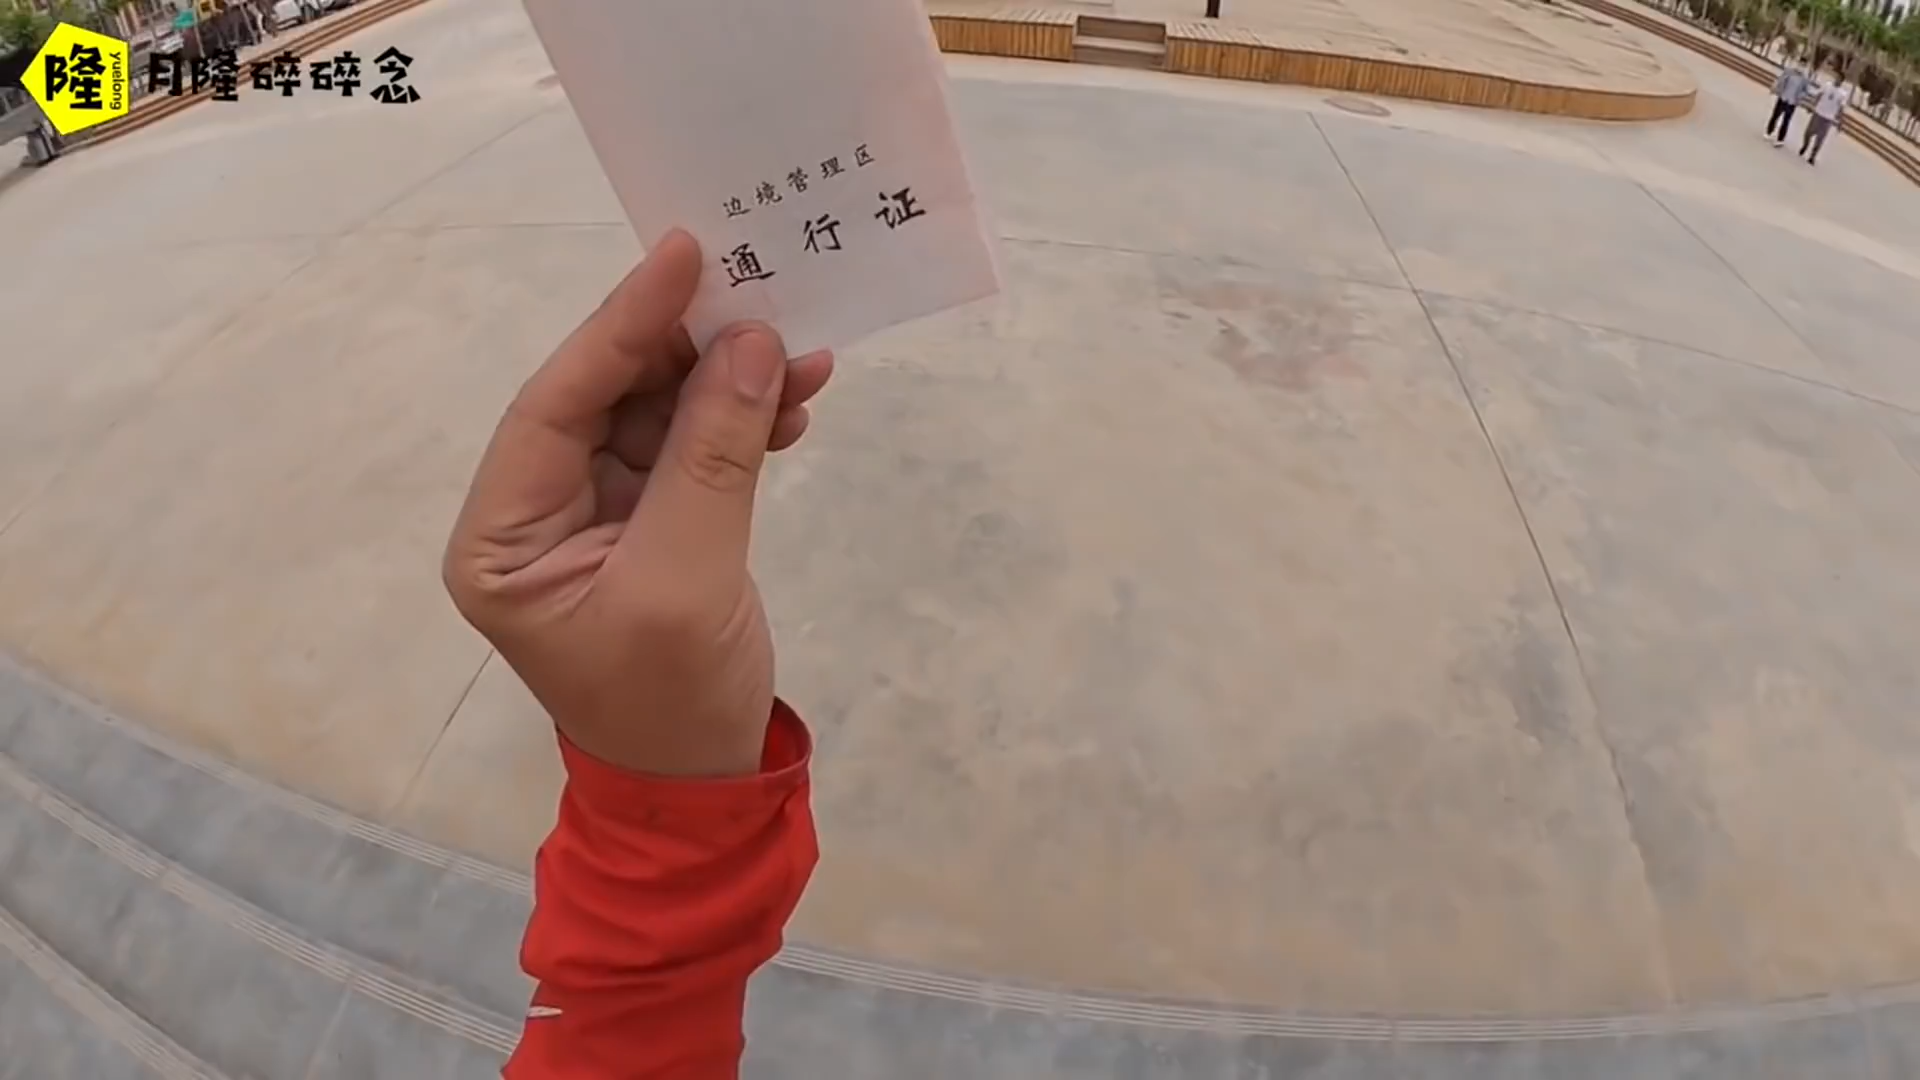 隆
yuelong
月隆碎碎念
边境管理区
通行证